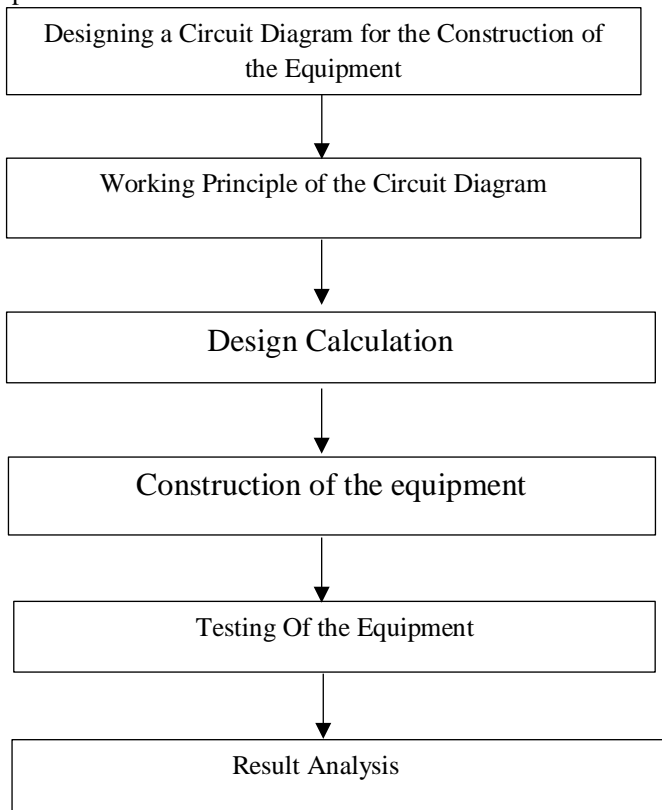 Designing a Circuit Diagram for the Construction of
the Equipment
Working Principle of the Circuit Diagram
Design Calculation
Construction of the equipment
Testing Of the Equipment
Result Analysis